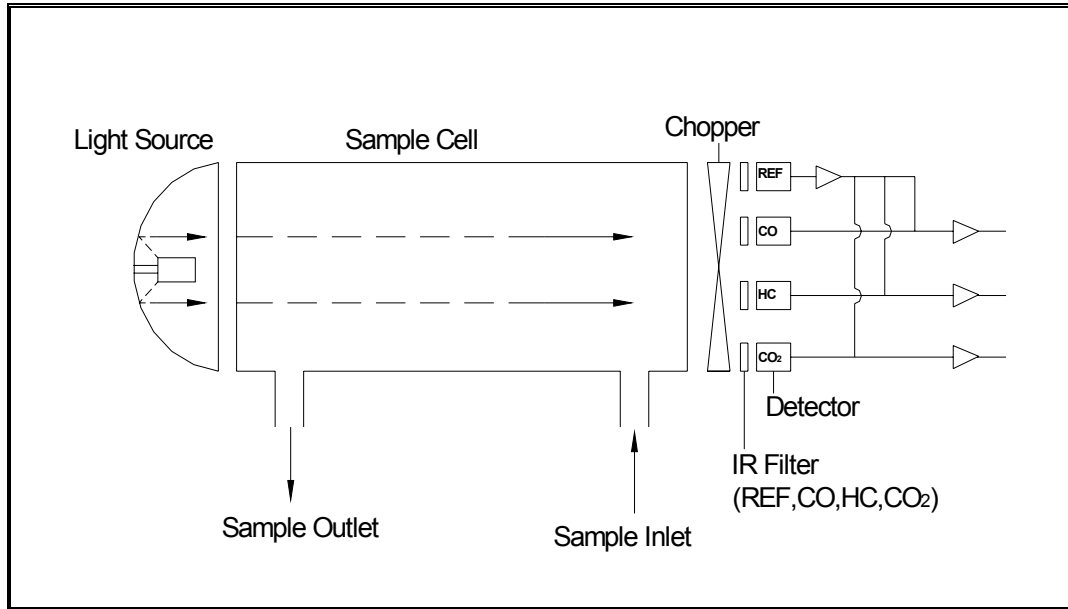 Light Source
Sample Cell
Chopper
REF
CO
HC
CO₂
Detector
IR Filter
(REF,CO,HC,CO₂)
Sample Outlet
Sample Inlet